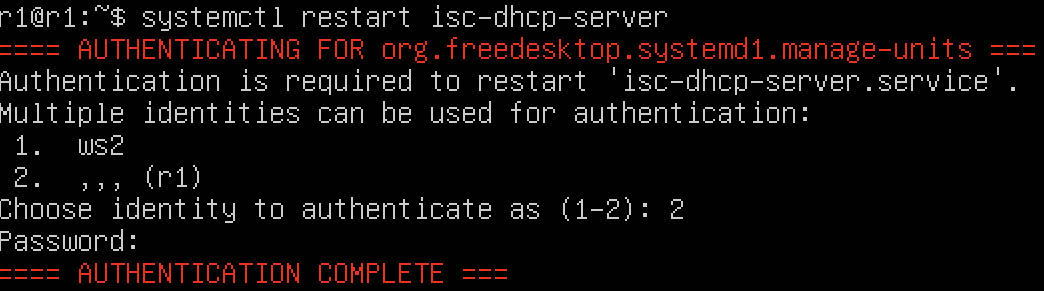 r1@r1:~$ systemctl restart isc-dhcp-server
==== AUTHENTICATING FOR org.freedesktop.systemd1.manage-units ===
Authentication is required to restart 'isc-dhcp-server.service'.
Multiple identities can be used for authentication:
 1.  ws2
 2.  ,,, (r1)
Choose identity to authenticate as (1-2): 2
Password:
==== AUTHENTICATION COMPLETE ===